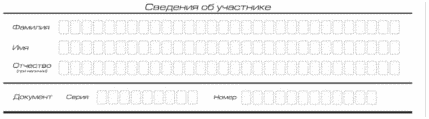 Сведения об участнике
Фамилия
Имя
Отчество
(при наличии)
Документ Серия Номер